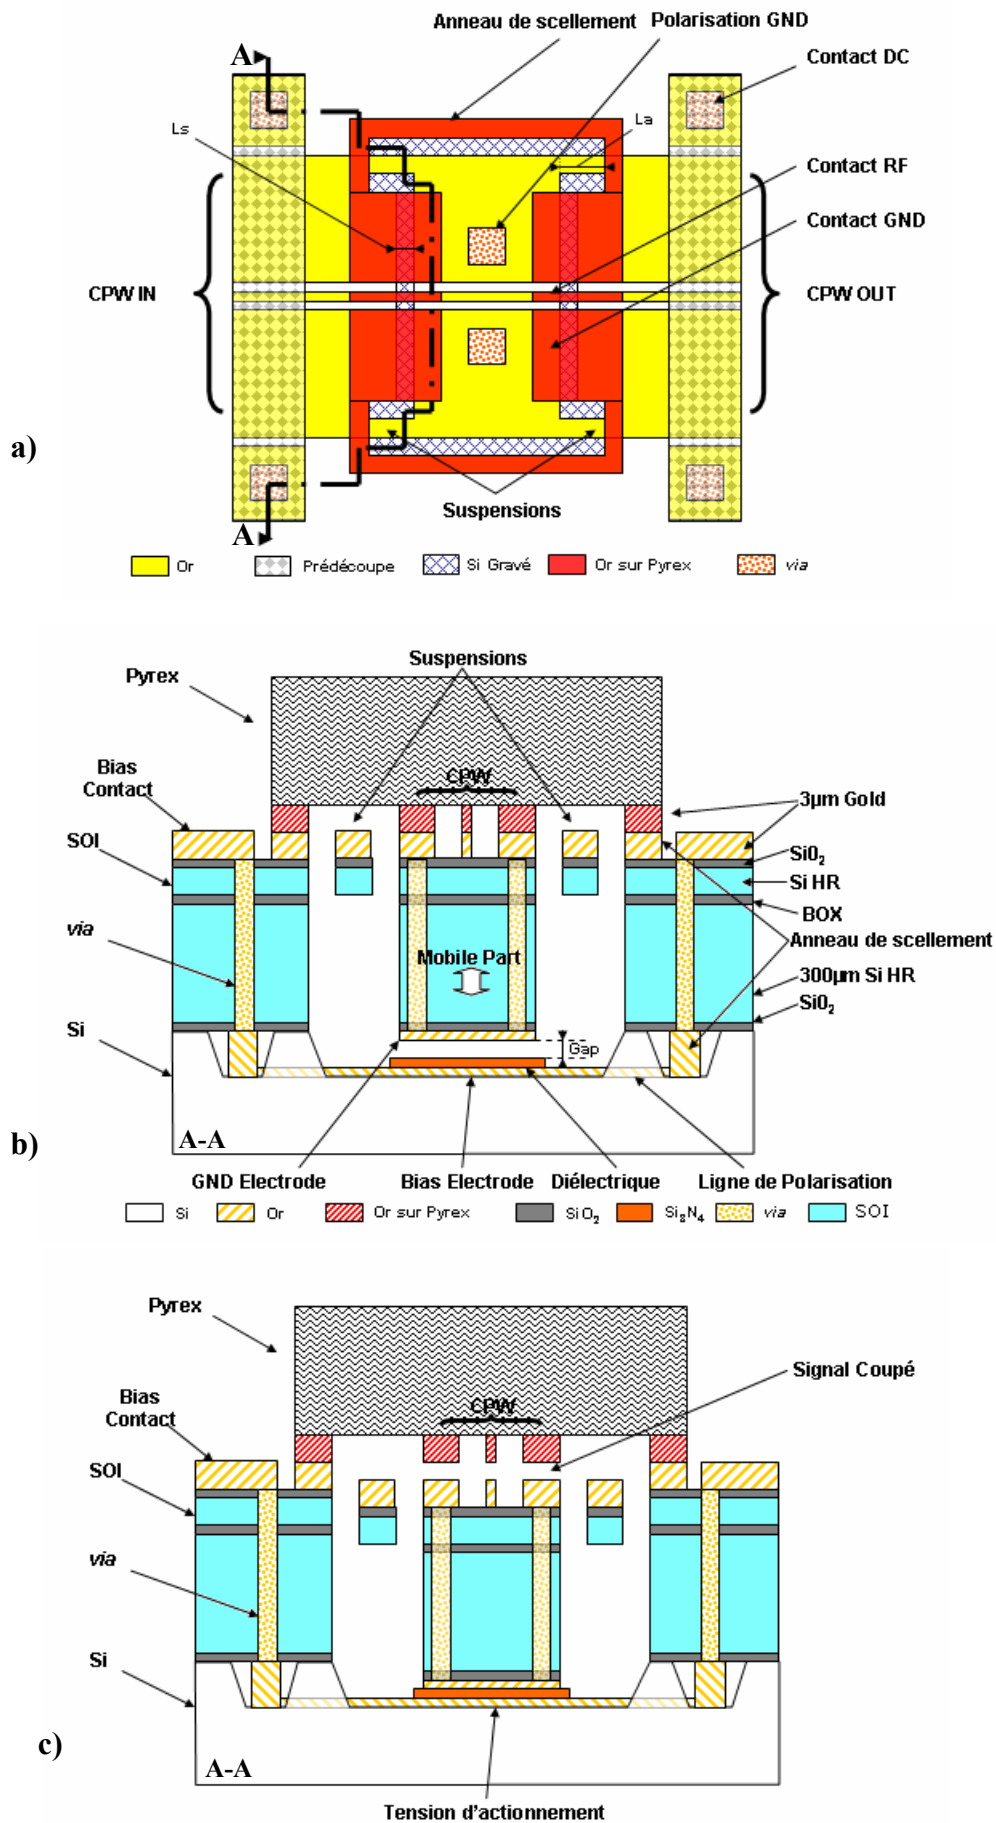 Anneau de scellement
Polarisation GND
A
Contact DC
Ls
La
Contact RF
Contact GND
CPW IN
CPW OUT
a)
A
Suspensions
Or
Prédécoupe
Si Gravé
Or sur Pyrex
via
Suspensions
Pyrex
Bias
Contact
CPW
3µm Gold
SOI
SiO2
Si HR
BOX
via
Anneau de scellement
Mobile Part
300µm Si HR
SiO2
Si
Gap
A-A
b)
GND Electrode
Bias Electrode
Diélectrique
Ligne de Polarisation
Si
Or
Or sur Pyrex
SiO2
Si3N4
via
SOI
Pyrex
Signal Coupé
Bias
Contact
CPW
SOI
via
Si
c)
A-A
Tension d'actionnement